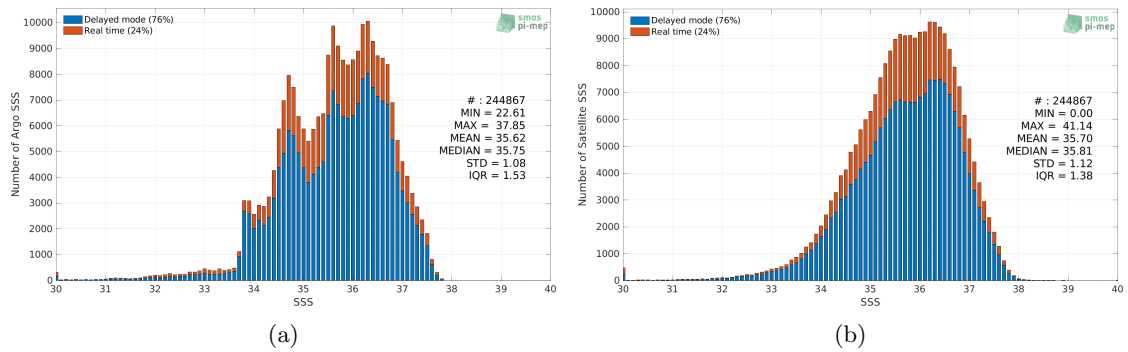 Delayed mode (76%)
Real time (24%)
smos
pi-mep
10000
9000
8000
7000
6000
5000
4000
3000
2000
1000
0
Number of Argo SSS
# : 244867
MIN = 22.61
MAX = 37.85
MEAN = 35.62
MEDIAN = 35.75
STD = 1.08
IQR = 1.53
30 31 32 33 34 35 36 37 38 39 40
SSS
(a)
Delayed mode (76%)
Real time (24%)
smos
pi-mep
10000
9000
8000
7000
6000
5000
4000
3000
2000
1000
0
Number of Satellite SSS
# : 244867
MIN = 0.00
MAX = 41.14
MEAN = 35.70
MEDIAN = 35.81
STD = 1.12
IQR = 1.38
30 31 32 33 34 35 36 37 38 39 40
SSS
(b)